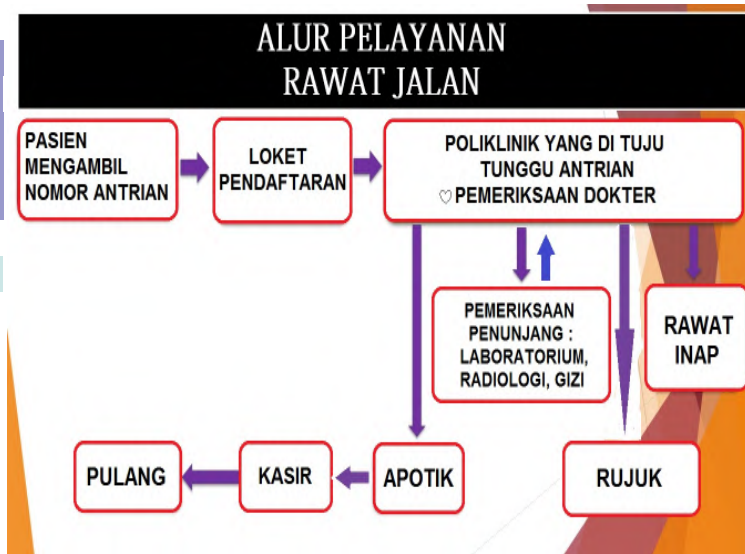 ALUR PELAYANAN
RAWAT JALAN
PASIEN
MENGAMBIL
NOMOR ANTRIAN
LOKET
PENDAFTARAN
POLIKLINIK YANG DI TUJU
TUNGGU ANTRIAN
♡ PEMERIKSAAN DOKTER
PEMERIKSAAN
PENUNJANG :
LABORATORIUM,
RADIOLOGI, GIZI
RAWAT
INAP
PULANG
KASIR
APOTIK
RUJUK